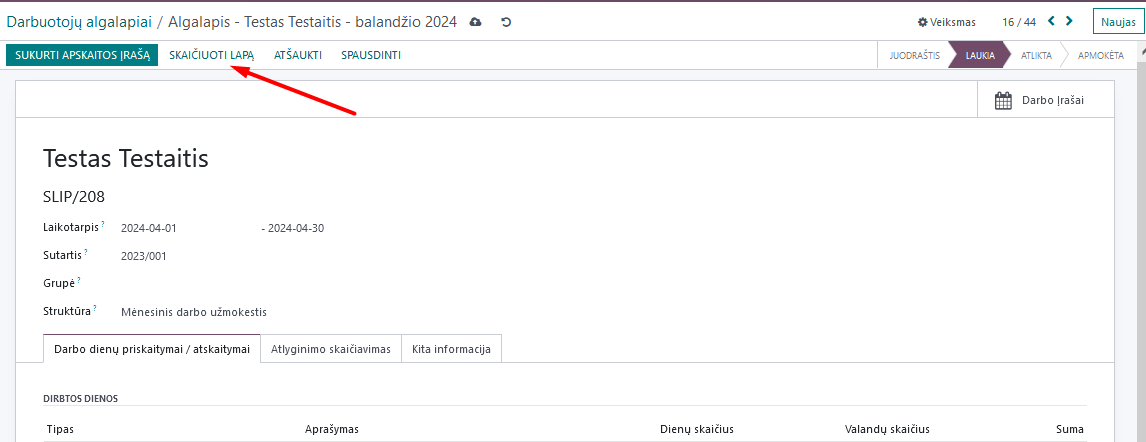 Darbuotojų algalapiai / Algalapis - Testas Testaitis - balandžio 2024 Veiksmas 16 / 44 Naujas
SUKURTI APSKAITOS ĮRAŠĄ SKAIČIUOTI LAPĄ ATŠAUKTI SPAUSDINTI JUODRAŠTIS LAUKIA ATLIKTA APMOKĖTA
Darbo Įrašai
Testas Testaitis
SLIP/208
Laikotarpis ? 2024-04-01 - 2024-04-30
Sutartis ? 2023/001
Grupė ?
Struktūra ? Mėnesinis darbo užmokestis
Darbo dienų priskaitymai / atskaitymai Atlyginimo skaičiavimas Kita informacija
DIRBTOS DIENOS
Tipas Aprašymas Dienų skaičius Valandų skaičius Suma